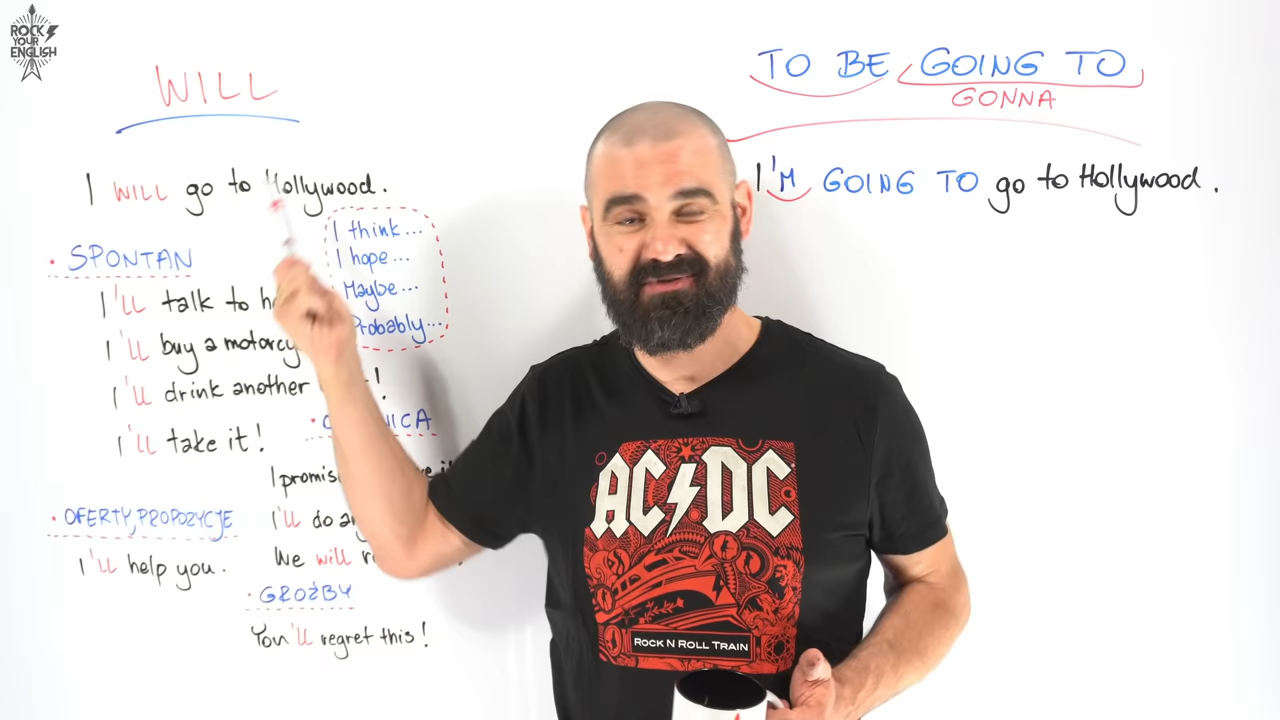 ROCK
YOUR
ENGLISH
WILL
I WILL go to Hollywood.
I think...
I hope...
Maybe...
Probably...
• SPONTAN
I'll talk to
I'll buy a
I'll drink another !
I'll take it!
I
I'll do
We will
• OFERTY, PROPOZYCJE
I'll help you.
• GROŹBY
You'll regret this!
TO BE GOING TO
GONNA
I'M GOING TO go to Hollywood.
AC DC
ROCK N ROLL TRAIN